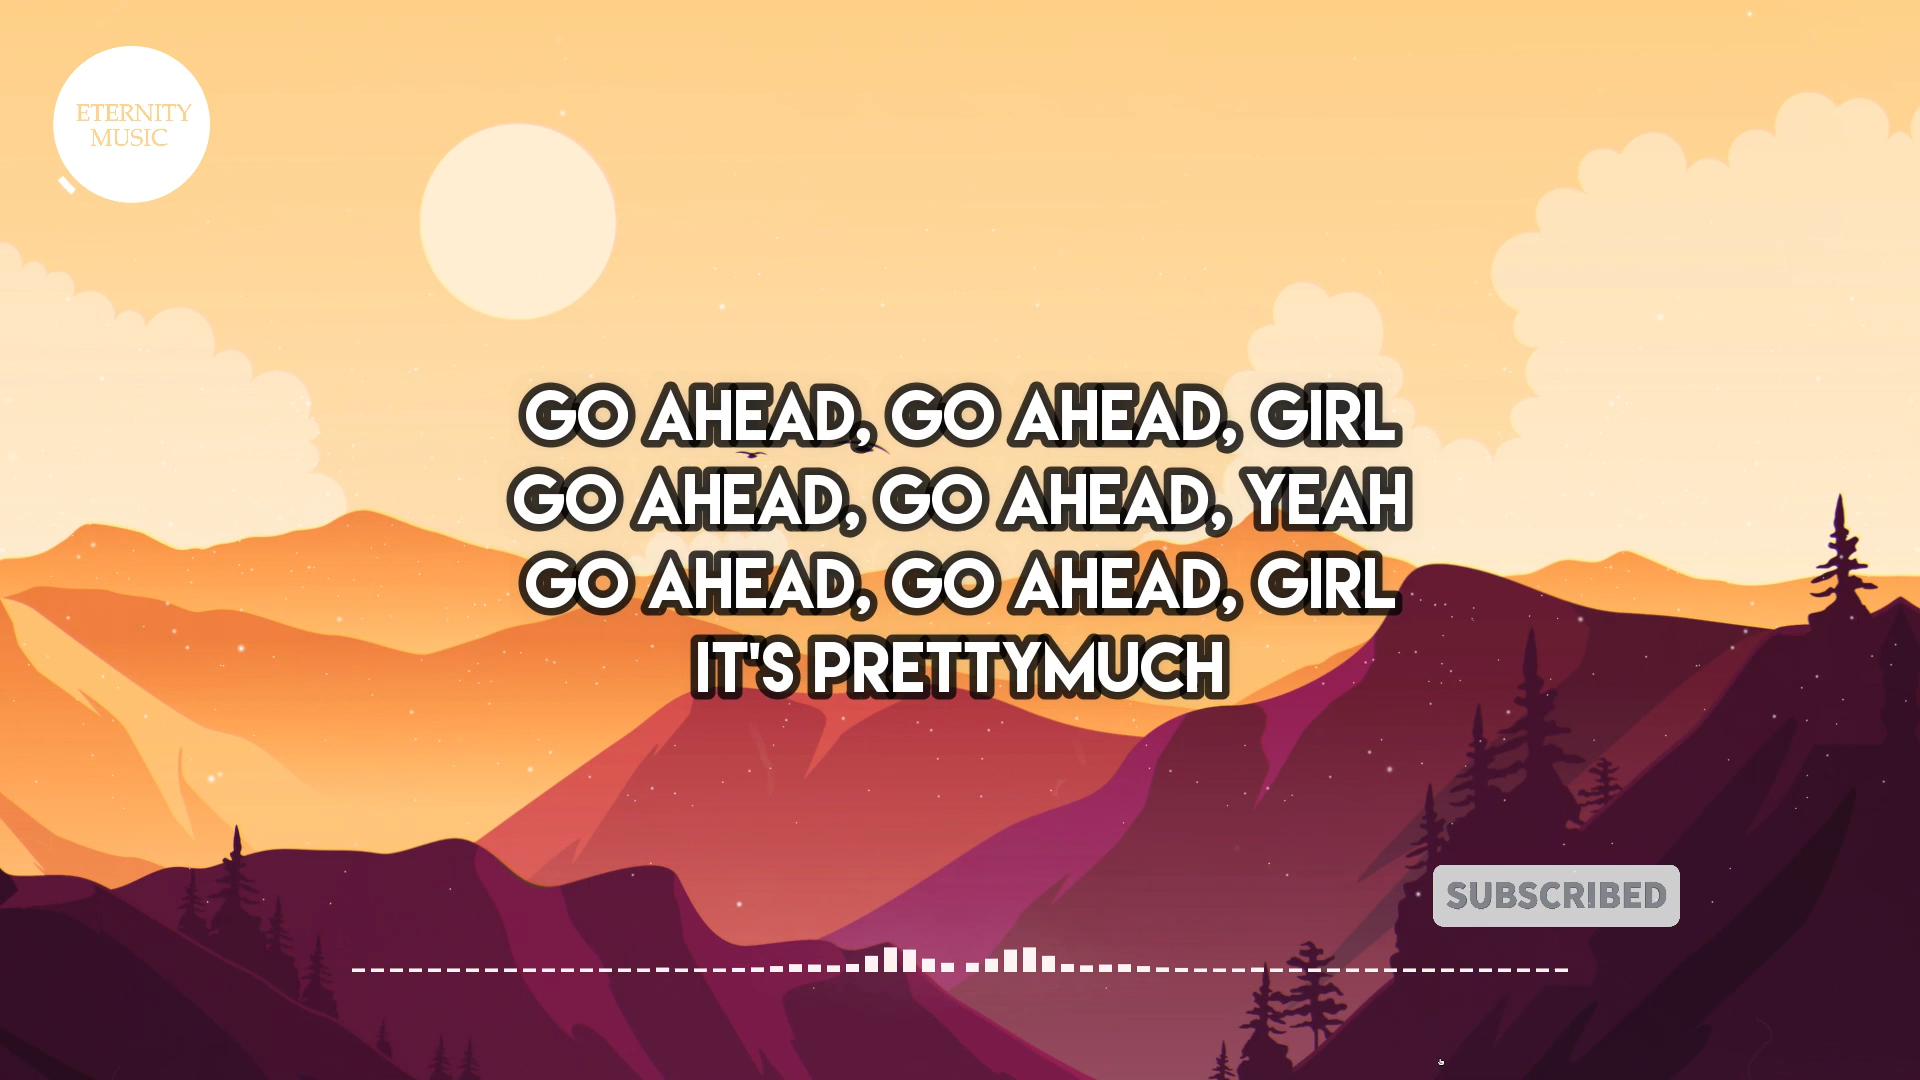 ETERNITY
MUSIC
GO AHEAD, GO AHEAD, GIRL
GO AHEAD, GO AHEAD, YEAH
GO AHEAD, GO AHEAD, GIRL
IT'S PRETTYMUCH
SUBSCRIBED